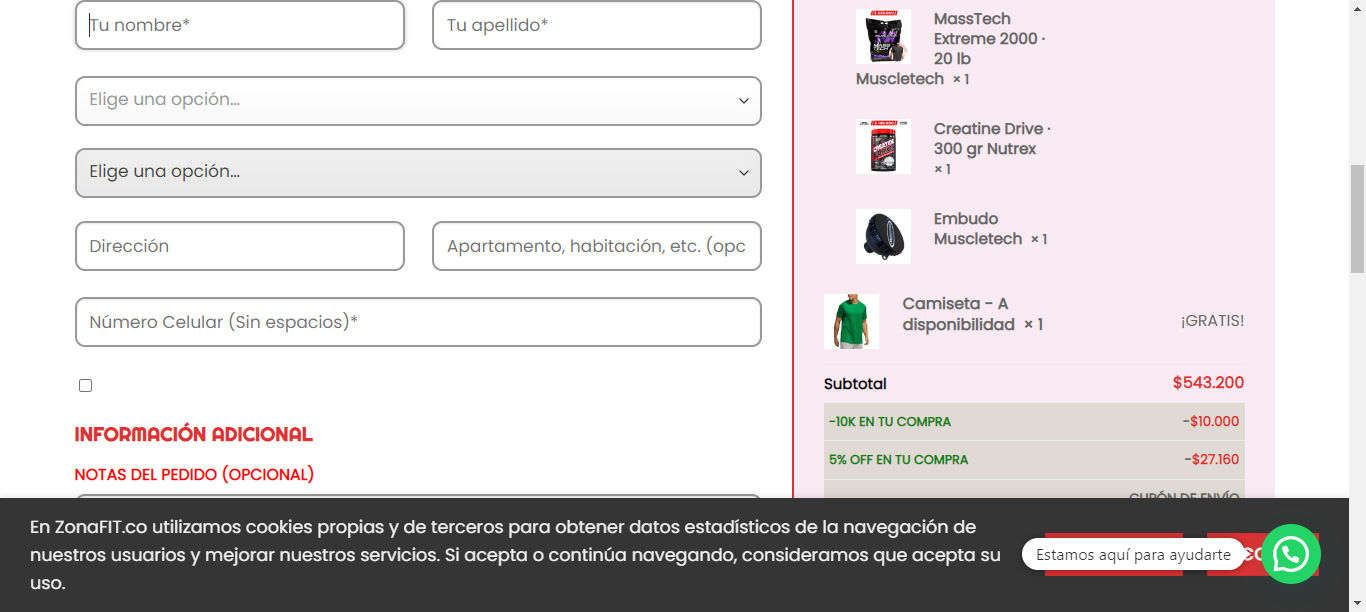 Tu nombre*
Tu apellido*
Elige una opción...
Elige una opción...
Dirección
Apartamento, habitación, etc. (opc
Número Celular (Sin espacios)*
INFORMACIÓN ADICIONAL
NOTAS DEL PEDIDO (OPCIONAL)
MassTech
Extreme 2000 ·
20 lb
Muscletech × 1
Creatine Drive ·
300 gr Nutrex
× 1
Embudo
Muscletech × 1
Camiseta - A
disponibilidad × 1
¡GRATIS!
Subtotal
$543.200
-10K EN TU COMPRA
-$10.000
5% OFF EN TU COMPRA
-$27.160
CUPÓN DE ENVÍO
En ZonaFIT.co utilizamos cookies propias y de terceros para obtener datos estadísticos de la navegación de
nuestros usuarios y mejorar nuestros servicios. Si acepta o continúa navegando, consideramos que acepta su
uso.
Estamos aquí para ayudarte